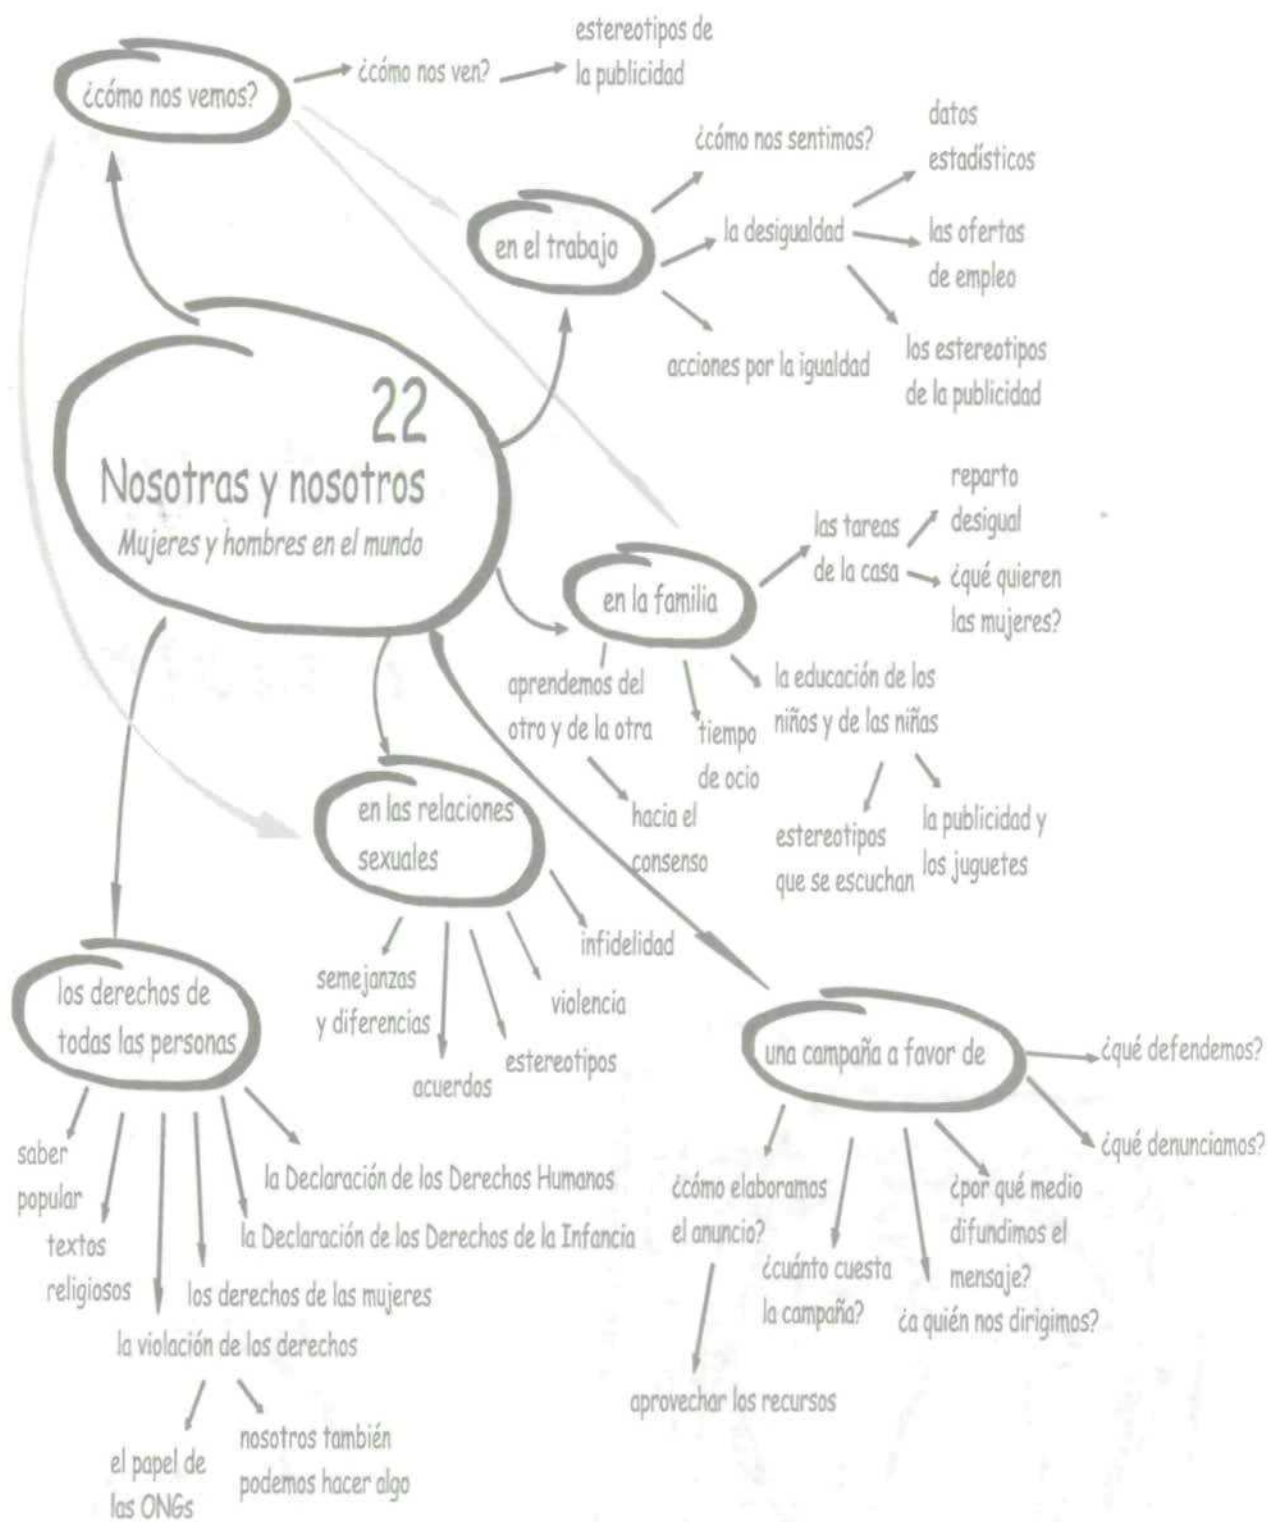 ¿cómo nos vemos?
¿cómo nos ven?
estereotipos de
la publicidad
en el trabajo
¿cómo nos sentimos?
la desigualdad
datos
estadísticos
las ofertas
de empleo
los estereotipos
de la publicidad
acciones por la igualdad
22
Nosotras y nosotros
Mujeres y hombres en el mundo
en la familia
las tareas
de la casa
reparto
desigual
¿qué quieren
las mujeres?
la educación de los
niños y de las niñas
estereotipos
que se escuchan
la publicidad y
los juguetes
tiempo
de ocio
aprendemos del
otro y de la otra
hacia el
consenso
en las relaciones
sexuales
semejanzas
y diferencias
acuerdos
estereotipos
violencia
infidelidad
los derechos de
todas las personas
saber
popular
textos
religiosos
la Declaración de los Derechos Humanos
la Declaración de los Derechos de la Infancia
los derechos de las mujeres
la violación de los derechos
el papel de
las ONGs
nosotros también
podemos hacer algo
una campaña a favor de
¿qué defendemos?
¿qué denunciamos?
¿cómo elaboramos
el anuncio?
aprovechar los recursos
¿cuánto cuesta
la campaña?
¿por qué medio
difundimos el
mensaje?
¿a quién nos dirigimos?